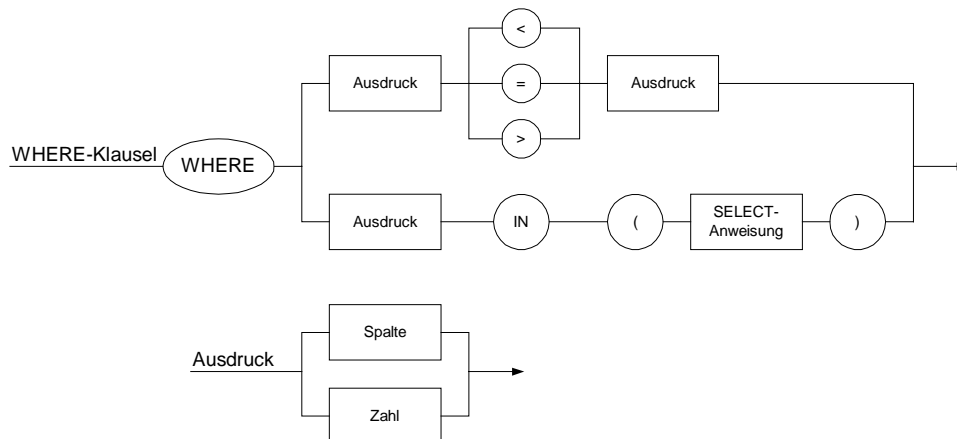 <
Ausdruck
=
Ausdruck
>
WHERE-Klausel
WHERE
Ausdruck
IN
(
SELECT-
Anweisung
)
Spalte
Ausdruck
Zahl